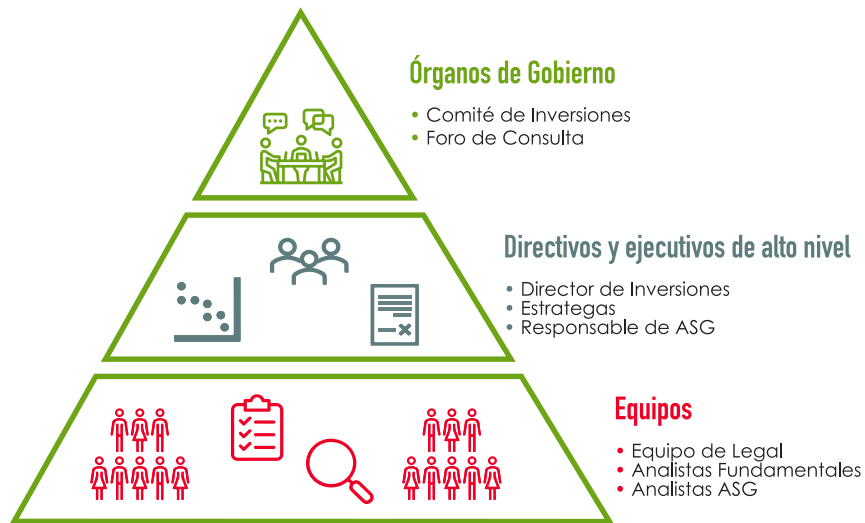 Órganos de Gobierno
• Comité de Inversiones
• Foro de Consulta
Directivos y ejecutivos de alto nivel
• Director de Inversiones
• Estrategas
• Responsable de ASG
Equipos
• Equipo de Legal
• Analistas Fundamentales
• Analistas ASG